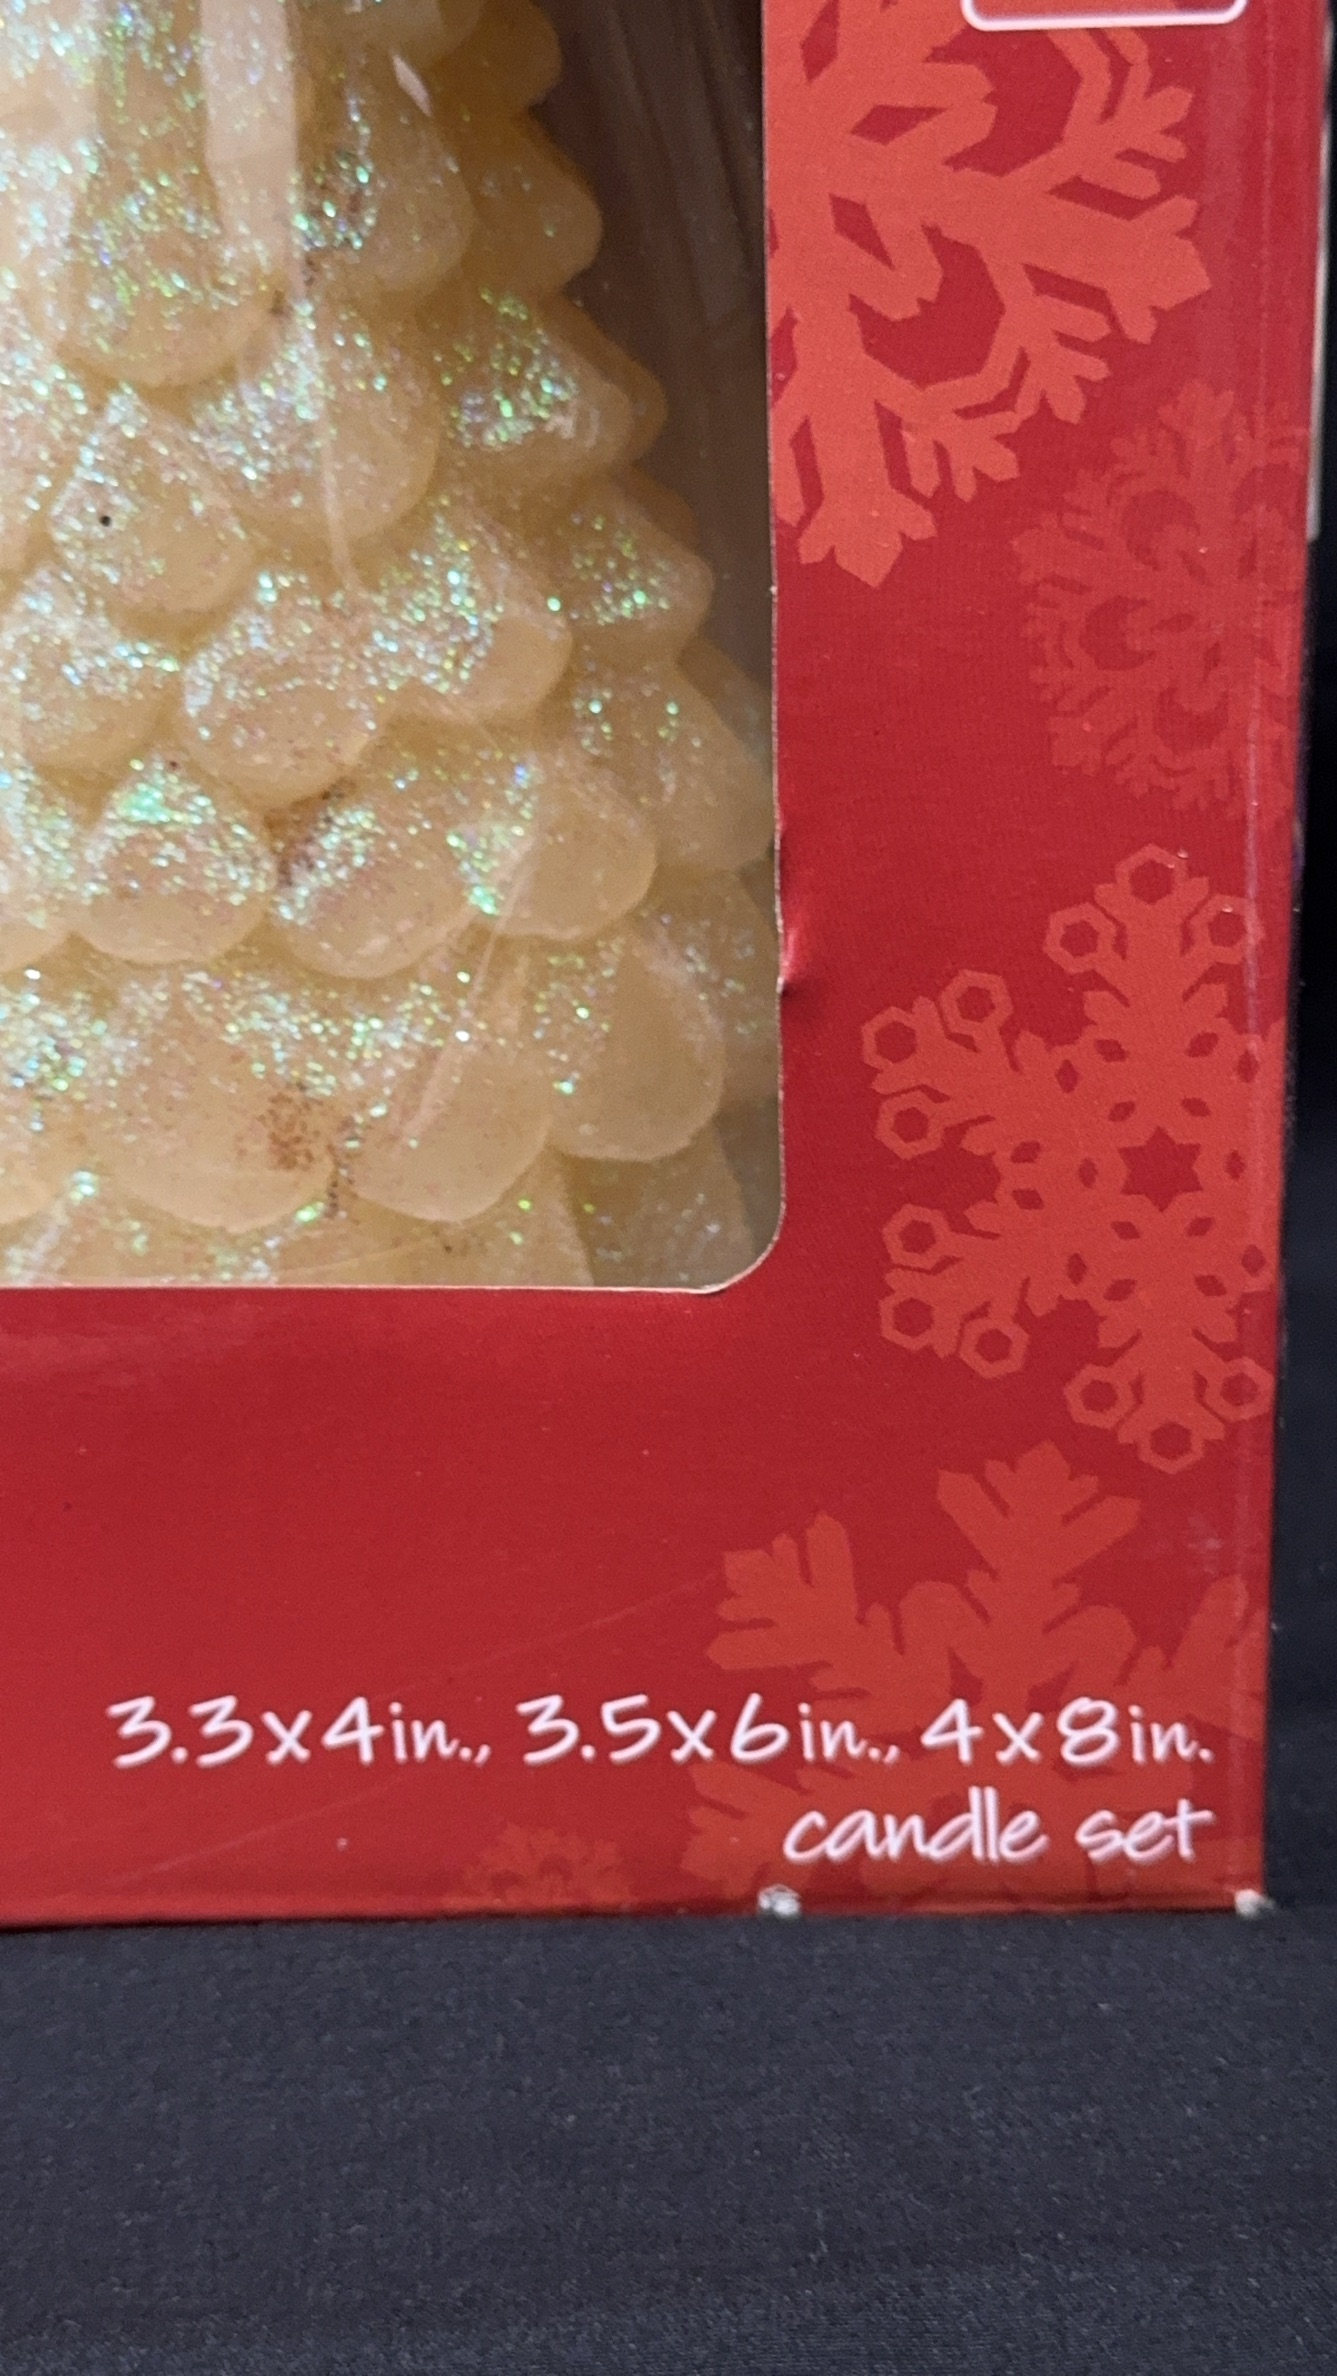 3.3x4in., 3.5x6in., 4x8in.
candle set